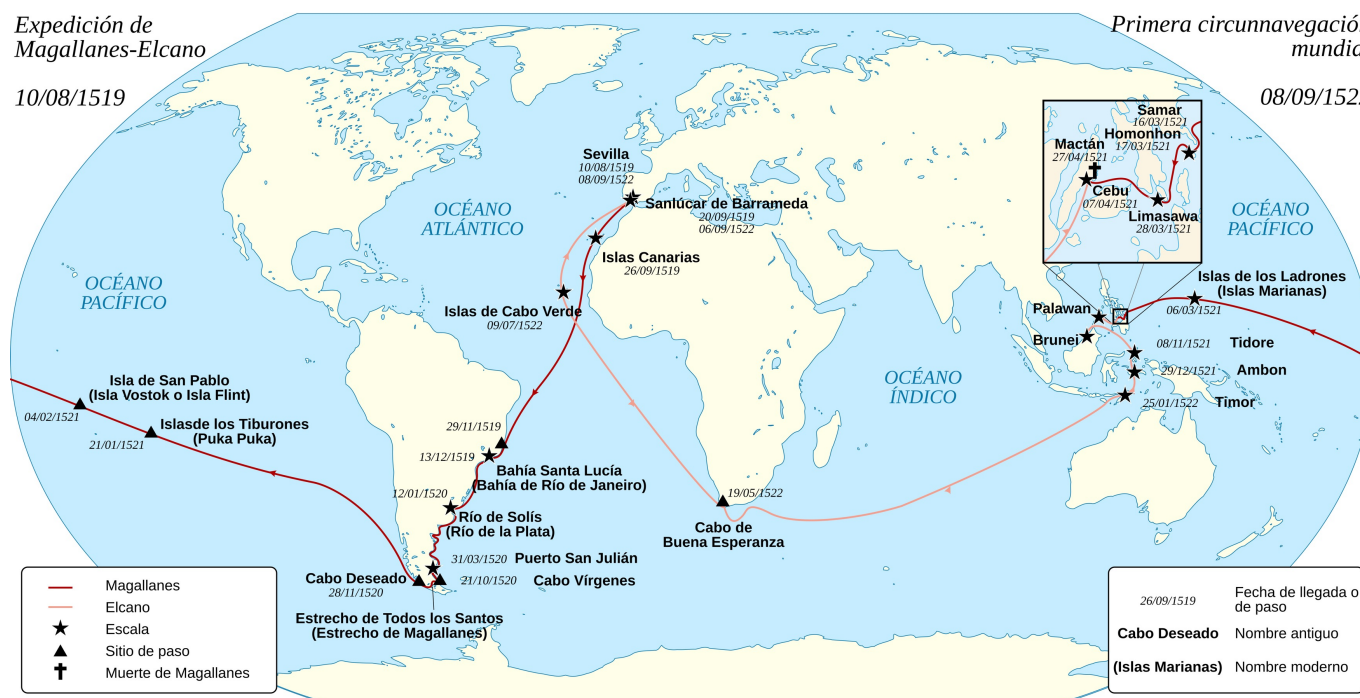 Expedición de
Magallanes-Elcano
10/08/1519
Primera circunnavegación
mundia
08/09/152
Samar
16/03/1521
Homonhon
17/03/1521
Mactán
27/04/1521
Cebu
07/04/1521
Limasawa
28/03/1521
Sevilla
10/08/1519
08/09/1522
Sanlúcar de Barrameda
20/09/1519
06/09/1522
OCÉANO
ATLÁNTICO
OCÉANO
PACÍFICO
Islas Canarias
26/09/1519
OCÉANO
PACÍFICO
Islas de los Ladrones
(Islas Marianas)
06/03/1521
Islas de Cabo Verde
09/07/1522
Palawan
Brunei
08/11/1521 Tidore
29/12/1521 Ambon
25/01/1522 Timor
OCÉANO
ÍNDICO
Isla de San Pablo
(Isla Vostok o Isla Flint)
04/02/1521
Islasde los Tiburones
(Puka Puka)
21/01/1521
29/11/1519
13/12/1519
Bahía Santa Lucía
(Bahía de Río de Janeiro)
12/01/1520
Río de Solís
(Río de la Plata)
19/05/1522
Cabo de
Buena Esperanza
31/03/1520 Puerto San Julián
Cabo Deseado
28/11/1520
21/10/1520 Cabo Vírgenes
Estrecho de Todos los Santos
(Estrecho de Magallanes)
Magallanes
Elcano
Escala
Sitio de paso
Muerte de Magallanes
26/09/1519 Fecha de llegada o
de paso
Cabo Deseado Nombre antiguo
(Islas Marianas) Nombre moderno